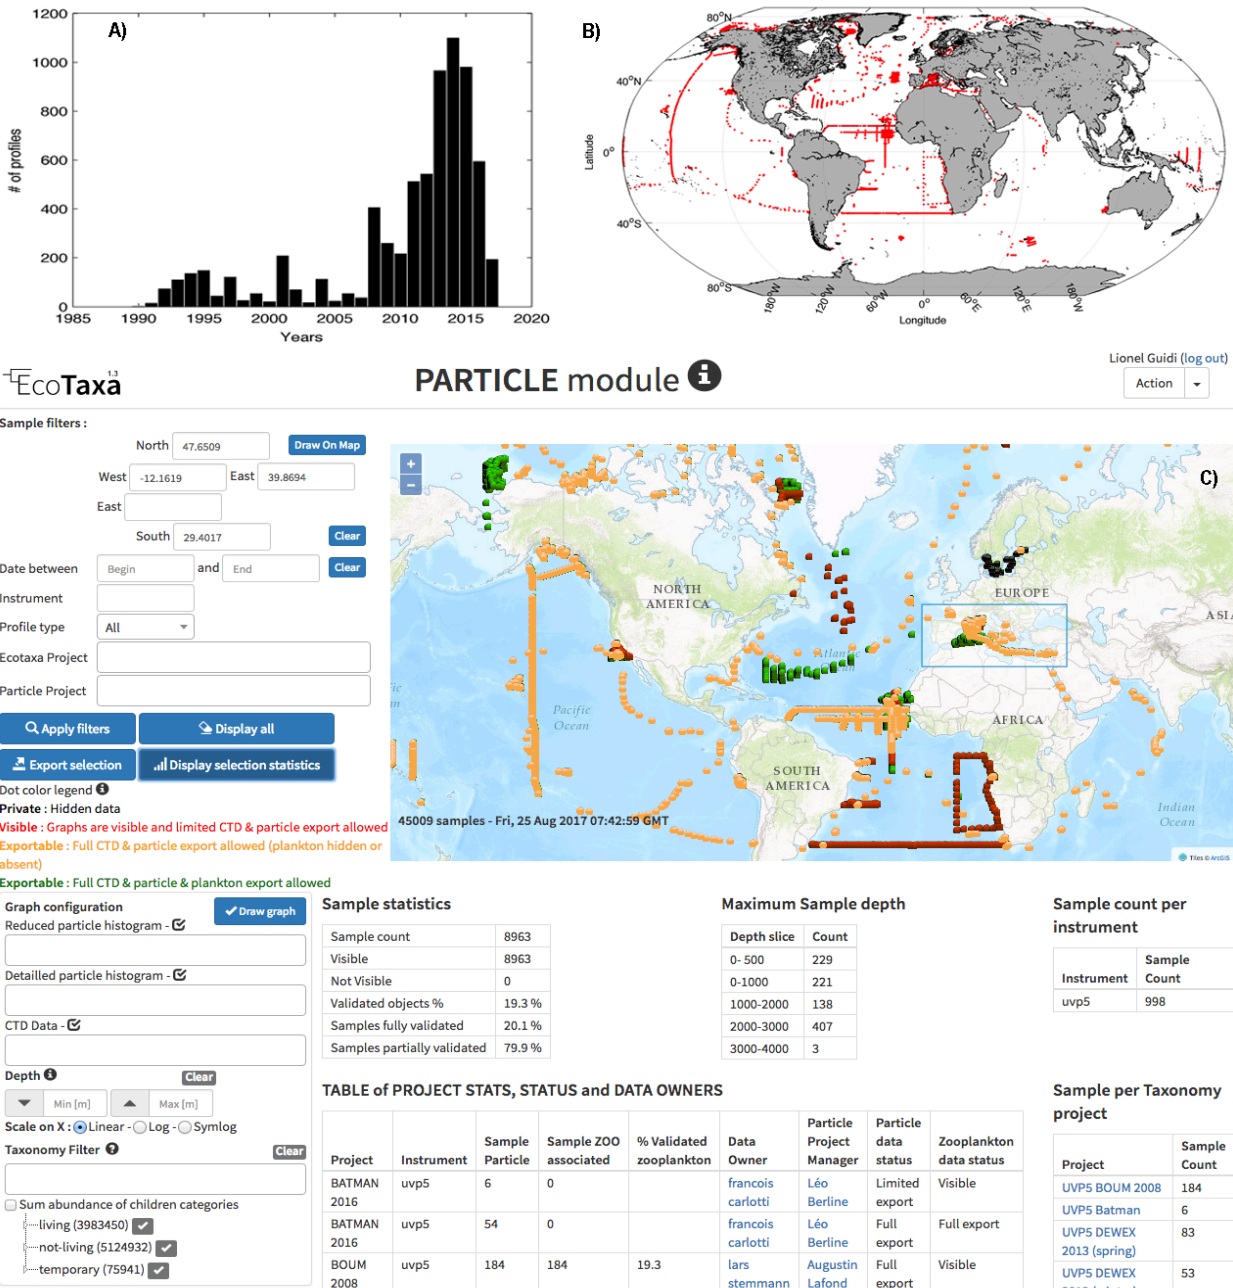 A)
1200
1000
800
600
400
200
0
# of profiles
1985 1990 1995 2000 2005 2010 2015 2020
Years
B)
80°N
40°N
0°
40°S
80°S
Latitude
180°W 120°W 60°W 0° 60°E 120°E 180°W
Longitude
EcoTaxa 1.3
PARTICLE module
Lionel Guidi (log out)
Action
Sample filters :
North 47.6509 Draw On Map
West -12.1619 East 39.8694
East
South 29.4017 Clear
Date between Begin and End Clear
Instrument
Profile type All
Ecotaxa Project
Particle Project
Apply filters Display all
Export selection Display selection statistics
Dot color legend
Private : Hidden data
Visible : Graphs are visible and limited CTD & particle export allowed
Exportable : Full CTD & particle export allowed (plankton hidden or
absent)
Exportable : Full CTD & particle & plankton export allowed
+
−
C)
NORTH
AMERICA
EUROPE
ASI
Atlantic
Pacific
Ocean
AFRICA
SOUTH
AMERICA
Indian
Ocean
45009 samples - Fri, 25 Aug 2017 07:42:59 GMT
Tiles © ArcGIS
Graph configuration Draw graph
Reduced particle histogram -
Detailled particle histogram -
CTD Data -
Depth Clear
Min [m] Max [m]
Scale on X : Linear - Log - Symlog
Taxonomy Filter Clear
Sum abundance of children categories
living (3983450)
not-living (5124932)
temporary (75941)
Sample statistics
Sample count 8963
Visible 8963
Not Visible 0
Validated objects % 19.3 %
Samples fully validated 20.1 %
Samples partially validated 79.9 %
Maximum Sample depth
Depth slice Count
0- 500 229
0-1000 221
1000-2000 138
2000-3000 407
3000-4000 3
Sample count per
instrument
Instrument Sample Count
uvp5 998
TABLE of PROJECT STATS, STATUS and DATA OWNERS
Project Instrument Sample Particle Sample ZOO associated % Validated zooplankton Data Owner Particle Project Manager Particle data status Zooplankton data status
BATMAN 2016 uvp5 6 0 francois carlotti Léo Berline Limited export Visible
BATMAN 2016 uvp5 54 0 francois carlotti Léo Berline Full export Full export
BOUM 2008 uvp5 184 184 19.3 lars stemmann Augustin Lafond Full export Visible
Sample per Taxonomy
project
Project Sample Count
UVP5 BOUM 2008 184
UVP5 Batman 6
UVP5 DEWEX 2013 (spring) 83
UVP5 DEWEX 53